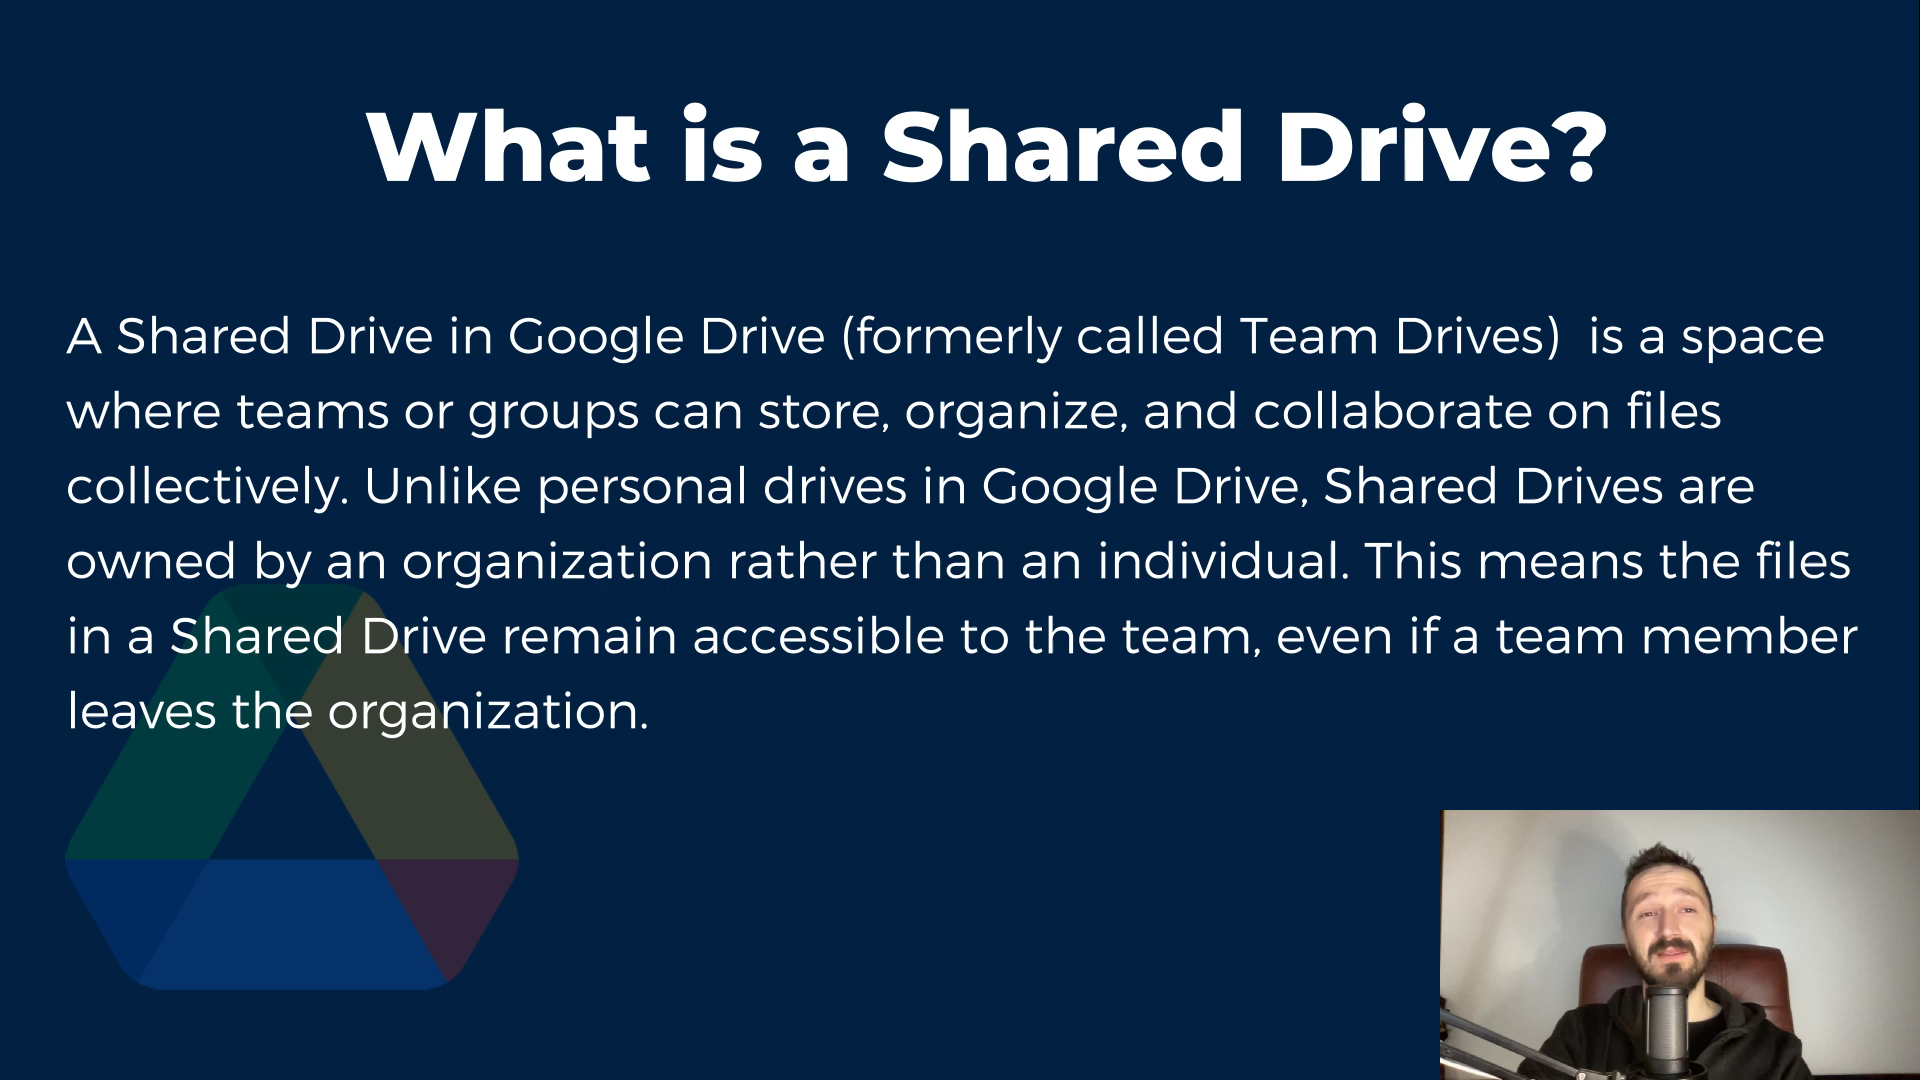 What is a Shared Drive?
A Shared Drive in Google Drive (formerly called Team Drives)  is a space
where teams or groups can store, organize, and collaborate on files
collectively. Unlike personal drives in Google Drive, Shared Drives are
owned by an organization rather than an individual. This means the files
in a Shared Drive remain accessible to the team, even if a team member
leaves the organization.